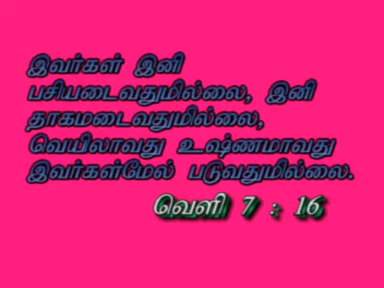 இவர்கள் இனி
பசியடைவதுமில்லை, இனி
தாகமடைவதுமில்லை,
வெயிலாவது உஷ்ணமாவது
இவர்கள்மேல் படுவதுமில்லை.
வெளி 7 : 16